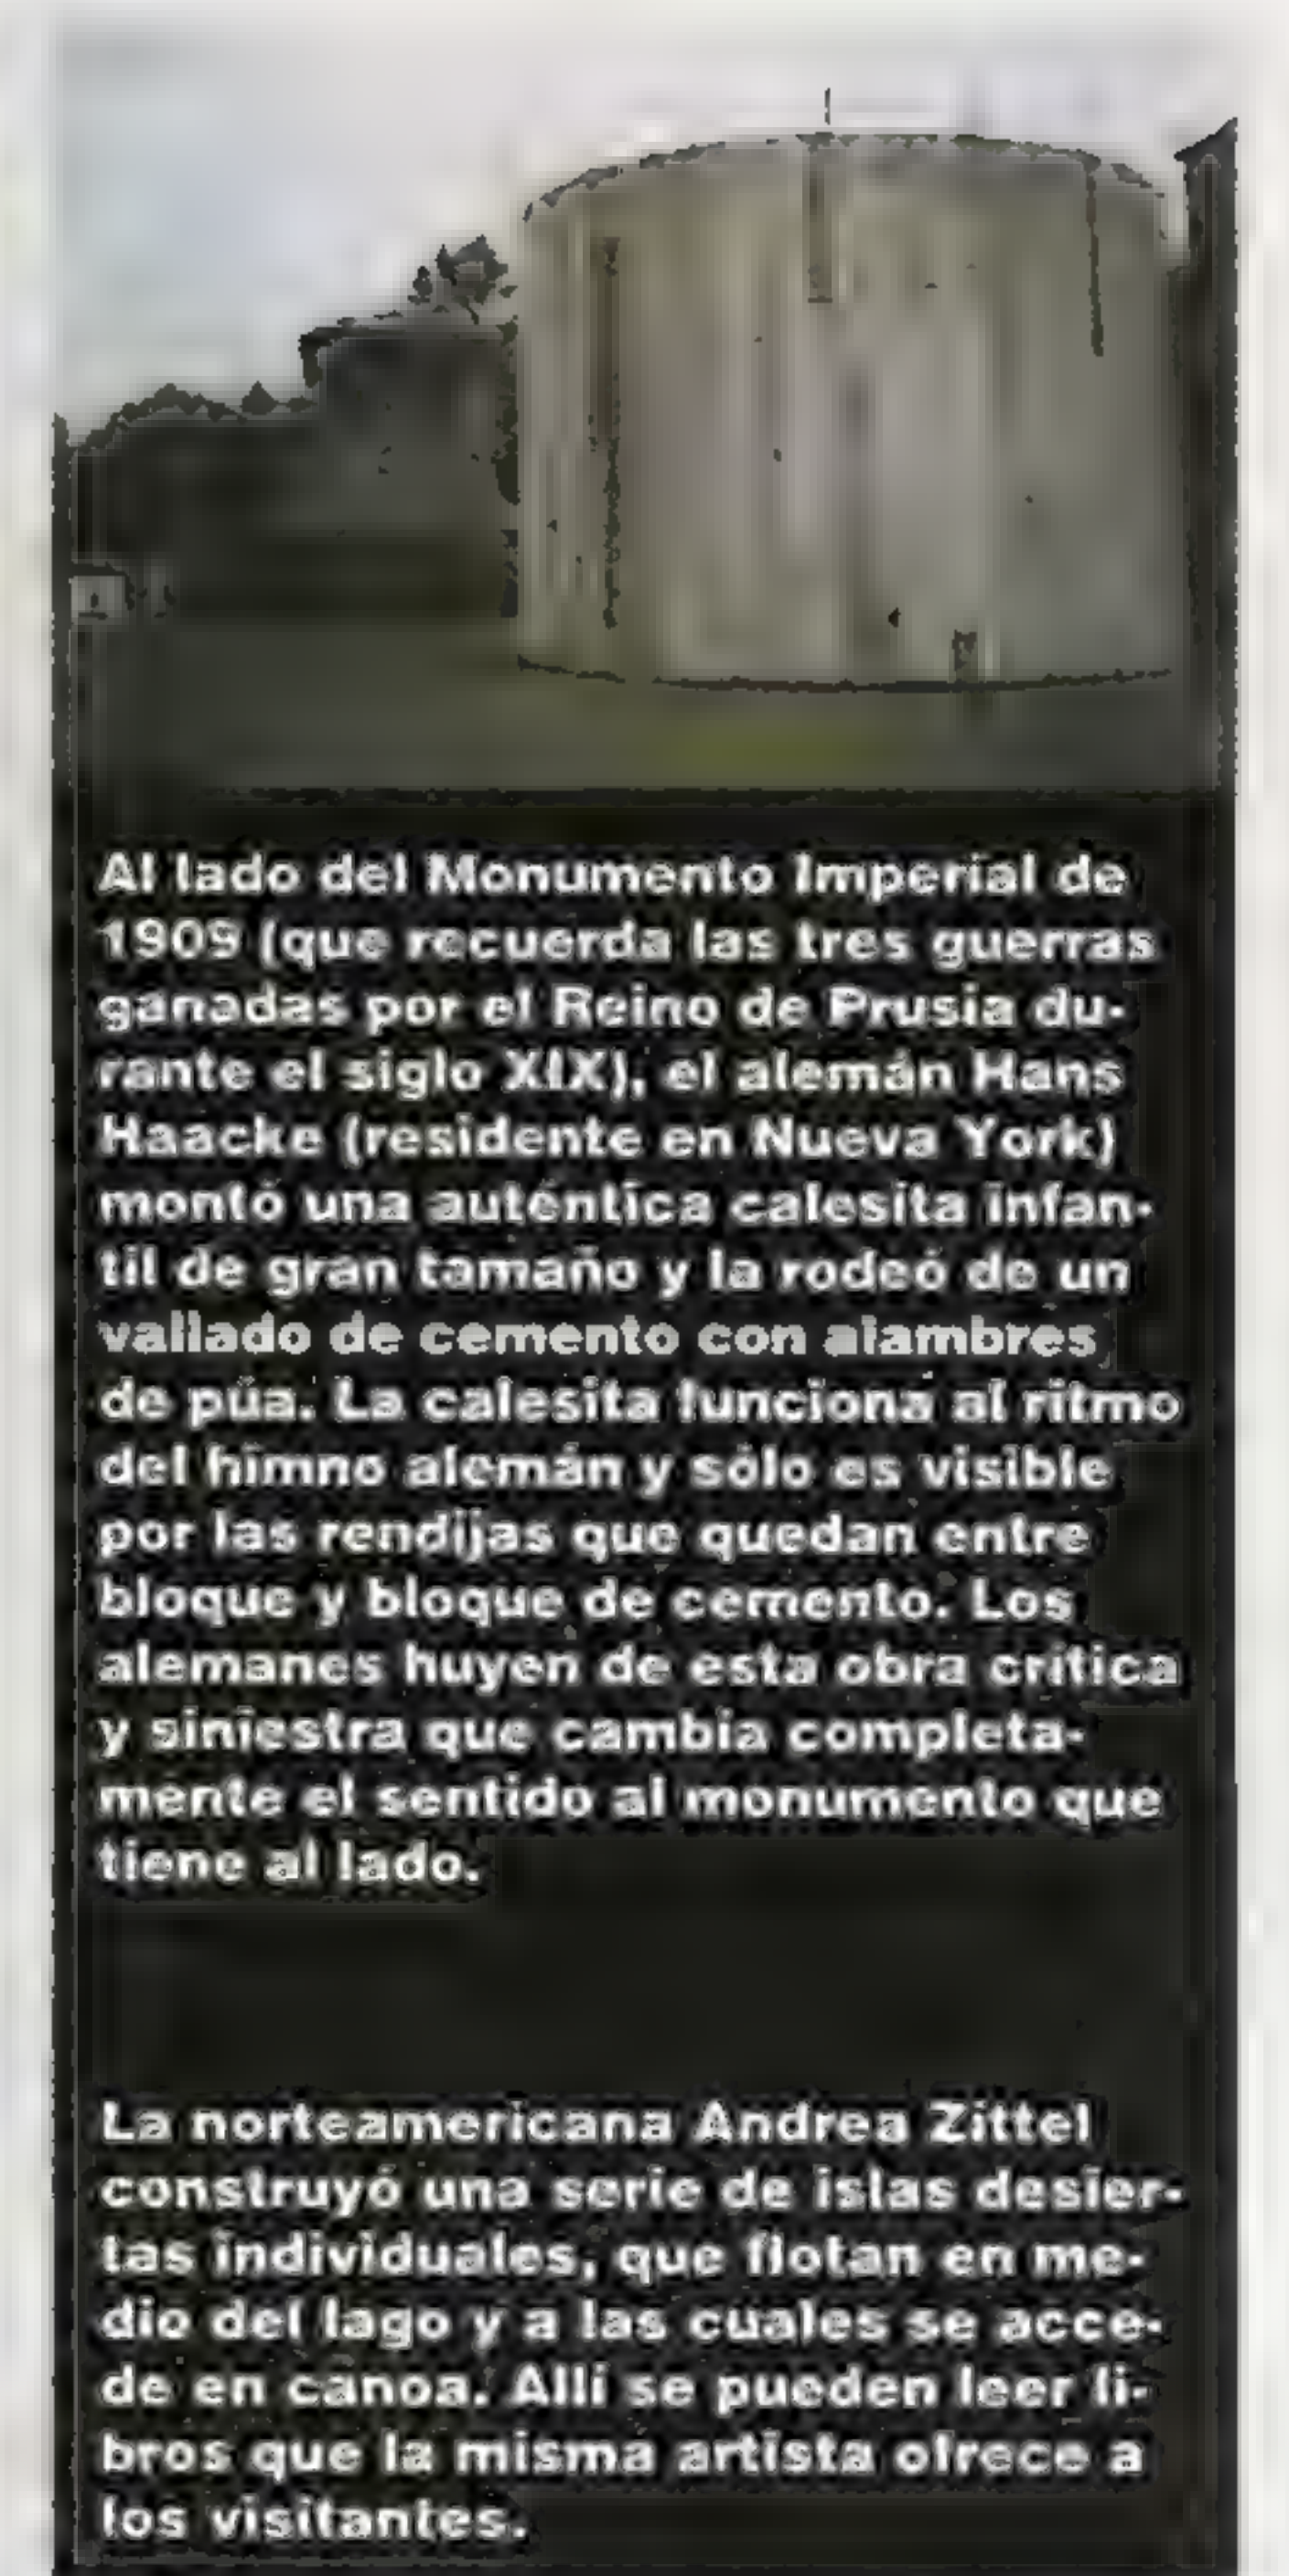 Al lado del Monumento Imperial de
1909 (que recuerda las tres guerras
ganadas por el Reino de Prusia du-
rante el siglo XIX), el alemán Hans
Haacke (residente en Nueva York)
montó una auténtica calesita infan-
til de gran tamaño y la rodeó de un
vallado de cemento con alambres
de púa. La calesita funciona al ritmo
del himno alemán y sólo es visible
por las rendijas que quedan entre
bloque y bloque de cemento. Los
alemanes huyen de esta obra crítica
y siniestra que cambia completa-
mente el sentido al monumento que
tiene al lado.
La norteamericana Andrea Zittel
construyó una serie de islas desier-
tas individuales, que flotan en me-
dio del lago y a las cuales se acce-
de en canoa. Allí se pueden leer li-
bros que la misma artista ofrece a
los visitantes.